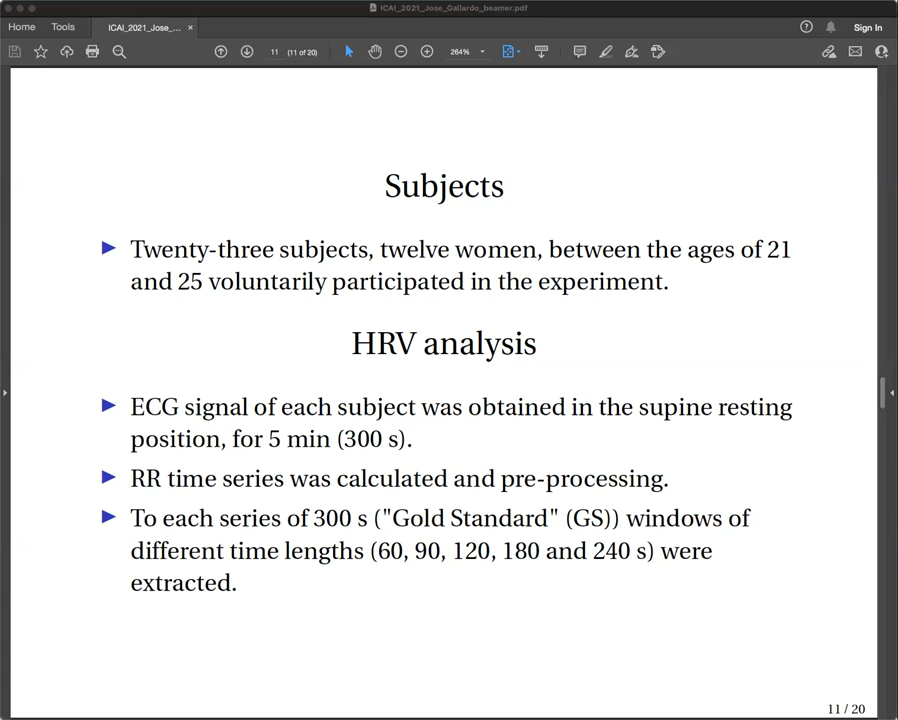 ICAI_2021_Jose_Gallardo_beamer.pdf
Home Tools ICAI_2021_Jose_... × Sign In
11 (11 of 20) 264%
Subjects
Twenty-three subjects, twelve women, between the ages of 21
and 25 voluntarily participated in the experiment.
HRV analysis
ECG signal of each subject was obtained in the supine resting
position, for 5 min (300 s).
RR time series was calculated and pre-processing.
To each series of 300 s ("Gold Standard" (GS)) windows of
different time lengths (60, 90, 120, 180 and 240 s) were
extracted.
11 / 20